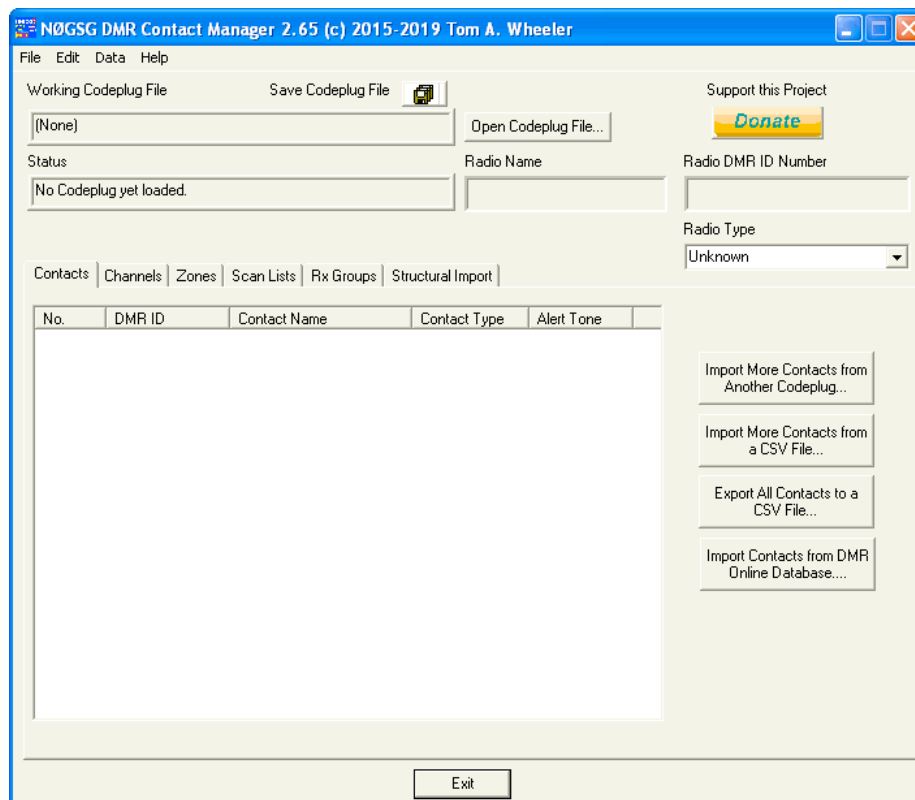 NØGSG DMR Contact Manager 2.65 (c) 2015-2019 Tom A. Wheeler
File Edit Data Help
Working Codeplug File Save Codeplug File Support this Project
(None) Open Codeplug File... Donate
Status Radio Name Radio DMR ID Number
No Codeplug yet loaded.
Radio Type
Unknown
Contacts Channels Zones Scan Lists Rx Groups Structural Import
No. DMR ID Contact Name Contact Type Alert Tone
Import More Contacts from
Another Codeplug...
Import More Contacts from
a CSV File...
Export All Contacts to a
CSV File...
Import Contacts from DMR
Online Database....
Exit